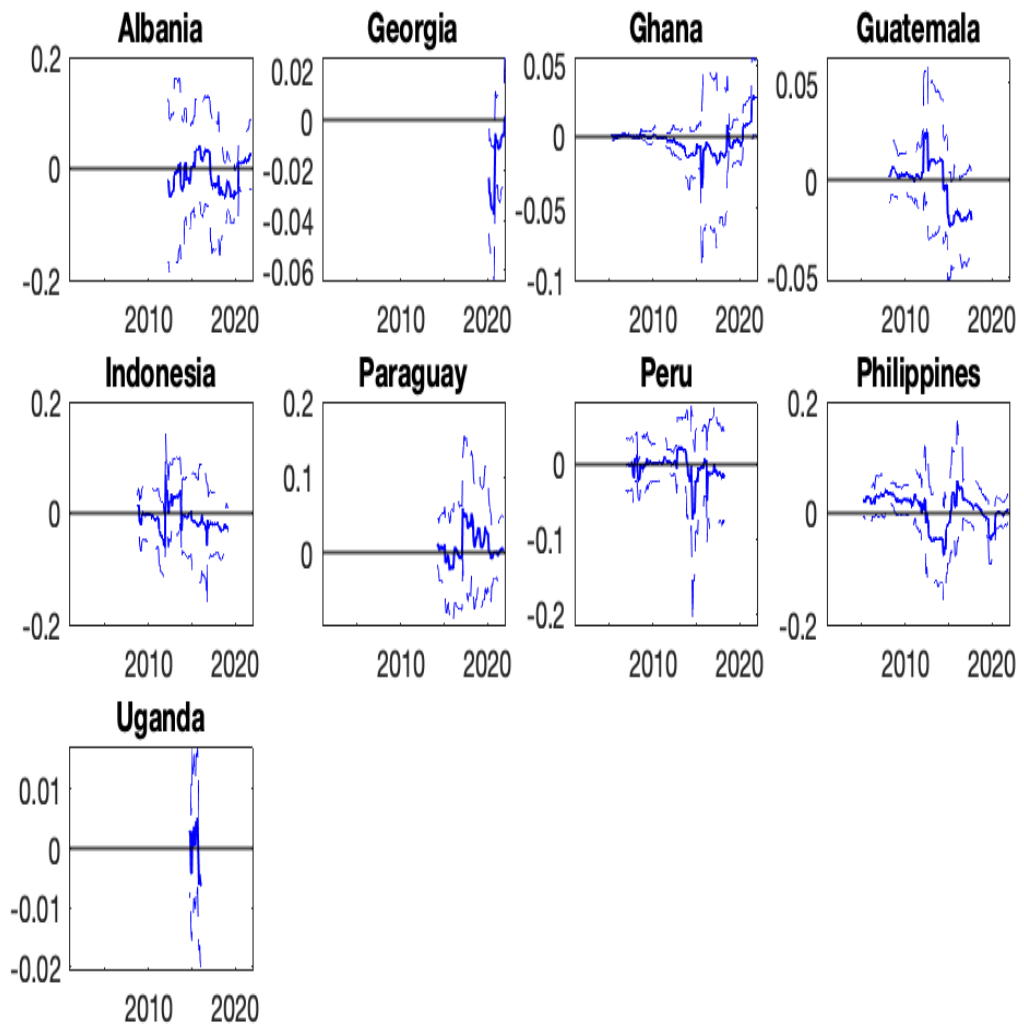 Albania Georgia Ghana Guatemala
0.2 0.02 0.05 0.05
0 0 0 0
-0.02
-0.04 -0.05
-0.2 -0.06 -0.1 -0.05
2010 2020 2010 2020 2010 2020 2010 2020
Indonesia Paraguay Peru Philippines
0.2 0.2 0.2
0.1 0
0 0 -0.1 0
-0.2 -0.2 -0.2
2010 2020 2010 2020 2010 2020 2010 2020
Uganda
0.01
0
-0.01
-0.02
2010 2020